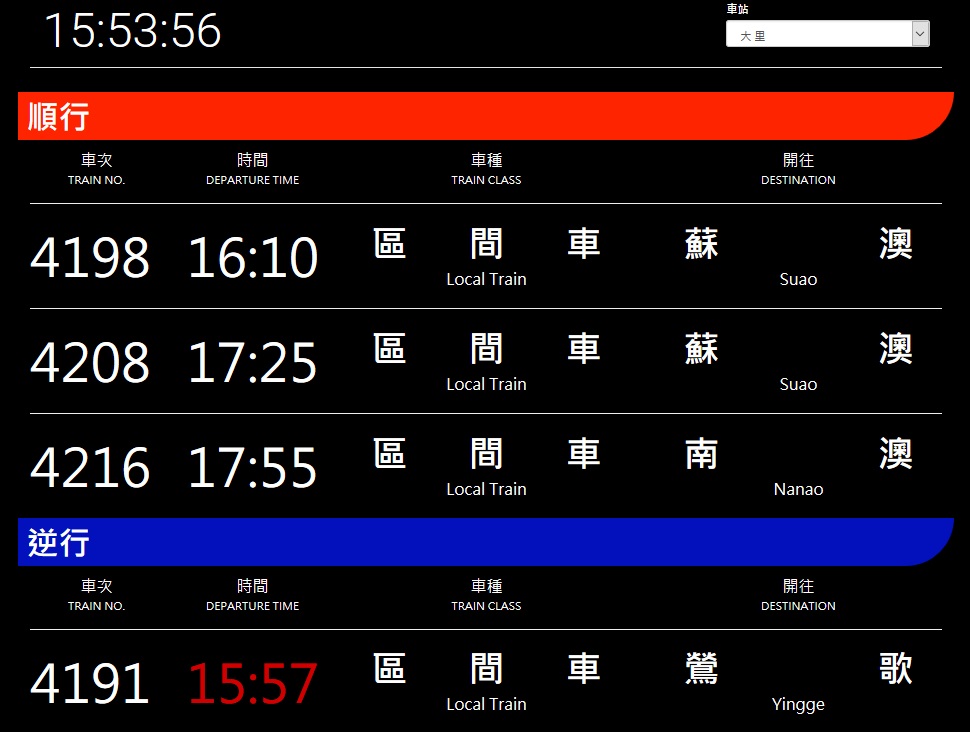 15:53:56
車站
大里
順行
車次 時間 車種 開往
TRAIN NO. DEPARTURE TIME TRAIN CLASS DESTINATION
4198 16:10 區間車 蘇澳
Local Train Suao
4208 17:25 區間車 蘇澳
Local Train Suao
4216 17:55 區間車 南澳
Local Train Nanao
逆行
車次 時間 車種 開往
TRAIN NO. DEPARTURE TIME TRAIN CLASS DESTINATION
4191 15:57 區間車 鶯歌
Local Train Yingge